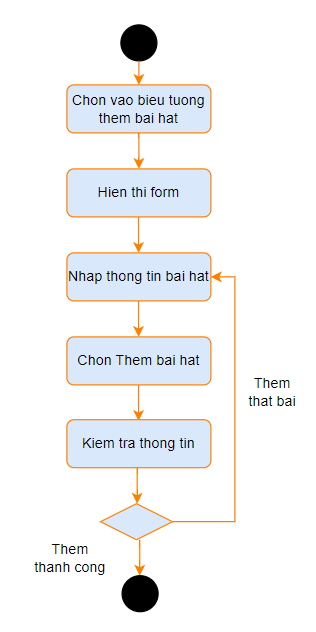 Chon vao bieu tuong
them bai hat
Hien thi form
Nhap thong tin bai hat
Chon Them bai hat
Them
that bai
Kiem tra thong tin
Them
thanh cong